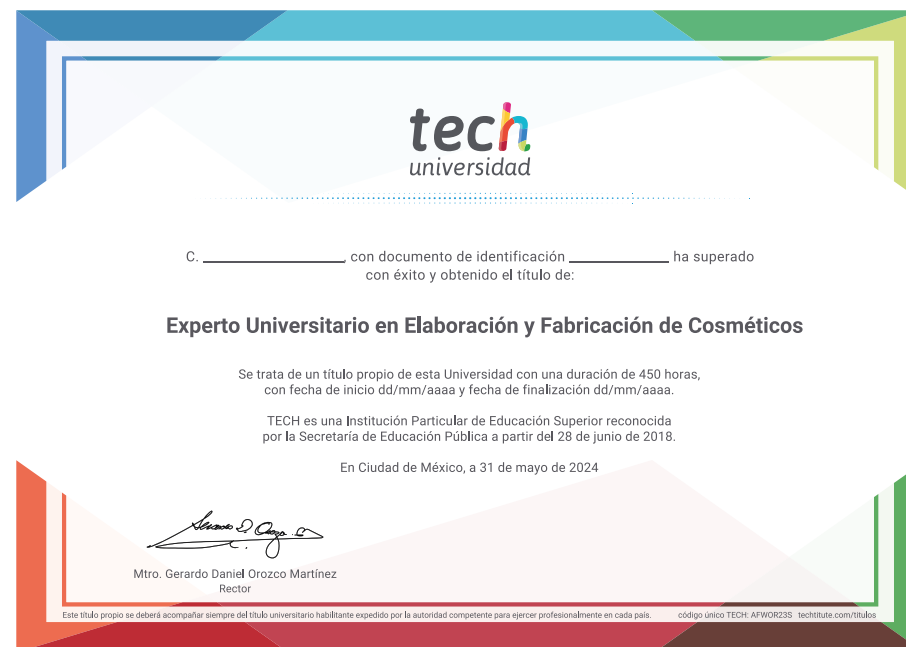 tech
universidad
C. ____________, con documento de identificación ____________ ha superado
con éxito y obtenido el título de:
Experto Universitario en Elaboración y Fabricación de Cosméticos
Se trata de un título propio de esta Universidad con una duración de 450 horas,
con fecha de inicio dd/mm/aaaa y fecha de finalización dd/mm/aaaa.
TECH es una Institución Particular de Educación Superior reconocida
por la Secretaría de Educación Pública a partir del 28 de junio de 2018.
En Ciudad de México, a 31 de mayo de 2024
Mtro. Gerardo Daniel Orozco Martínez
Rector
Este título propio se deberá acompañar siempre del título universitario habilitante expedido por la autoridad competente para ejercer profesionalmente en cada país. código único TECH: AFWOR23S techtitute.com/titulos